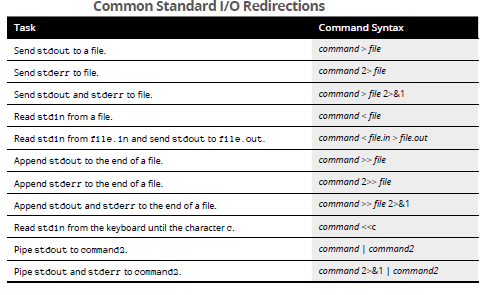 Common Standard I/O Redirections
Task Command Syntax
Send stdout to a file. command > file
Send stderr to file. command 2> file
Send stdout and stderr to file. command > file 2>&1
Read stdin from a file. command < file
Read stdin from file.in and send stdout to file.out. command < file.in > file.out
Append stdout to the end of a file. command >> file
Append stderr to the end of a file. command 2>> file
Append stdout and stderr to the end of a file. command >> file 2>&1
Read stdin from the keyboard until the character c. command <<c
Pipe stdout to command2. command | command2
Pipe stdout and stderr to command2. command 2>&1 | command2